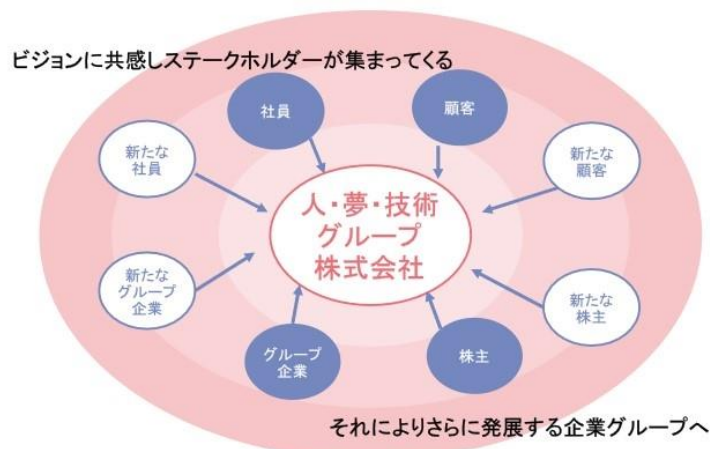 ビジョンに共感しステークホルダーが集まってくる
社員
顧客
新たな
社員
新たな
顧客
人・夢・技術
グループ
株式会社
新たな
グループ
企業
新たな
株主
グループ
企業
株主
それによりさらに発展する企業グループへ